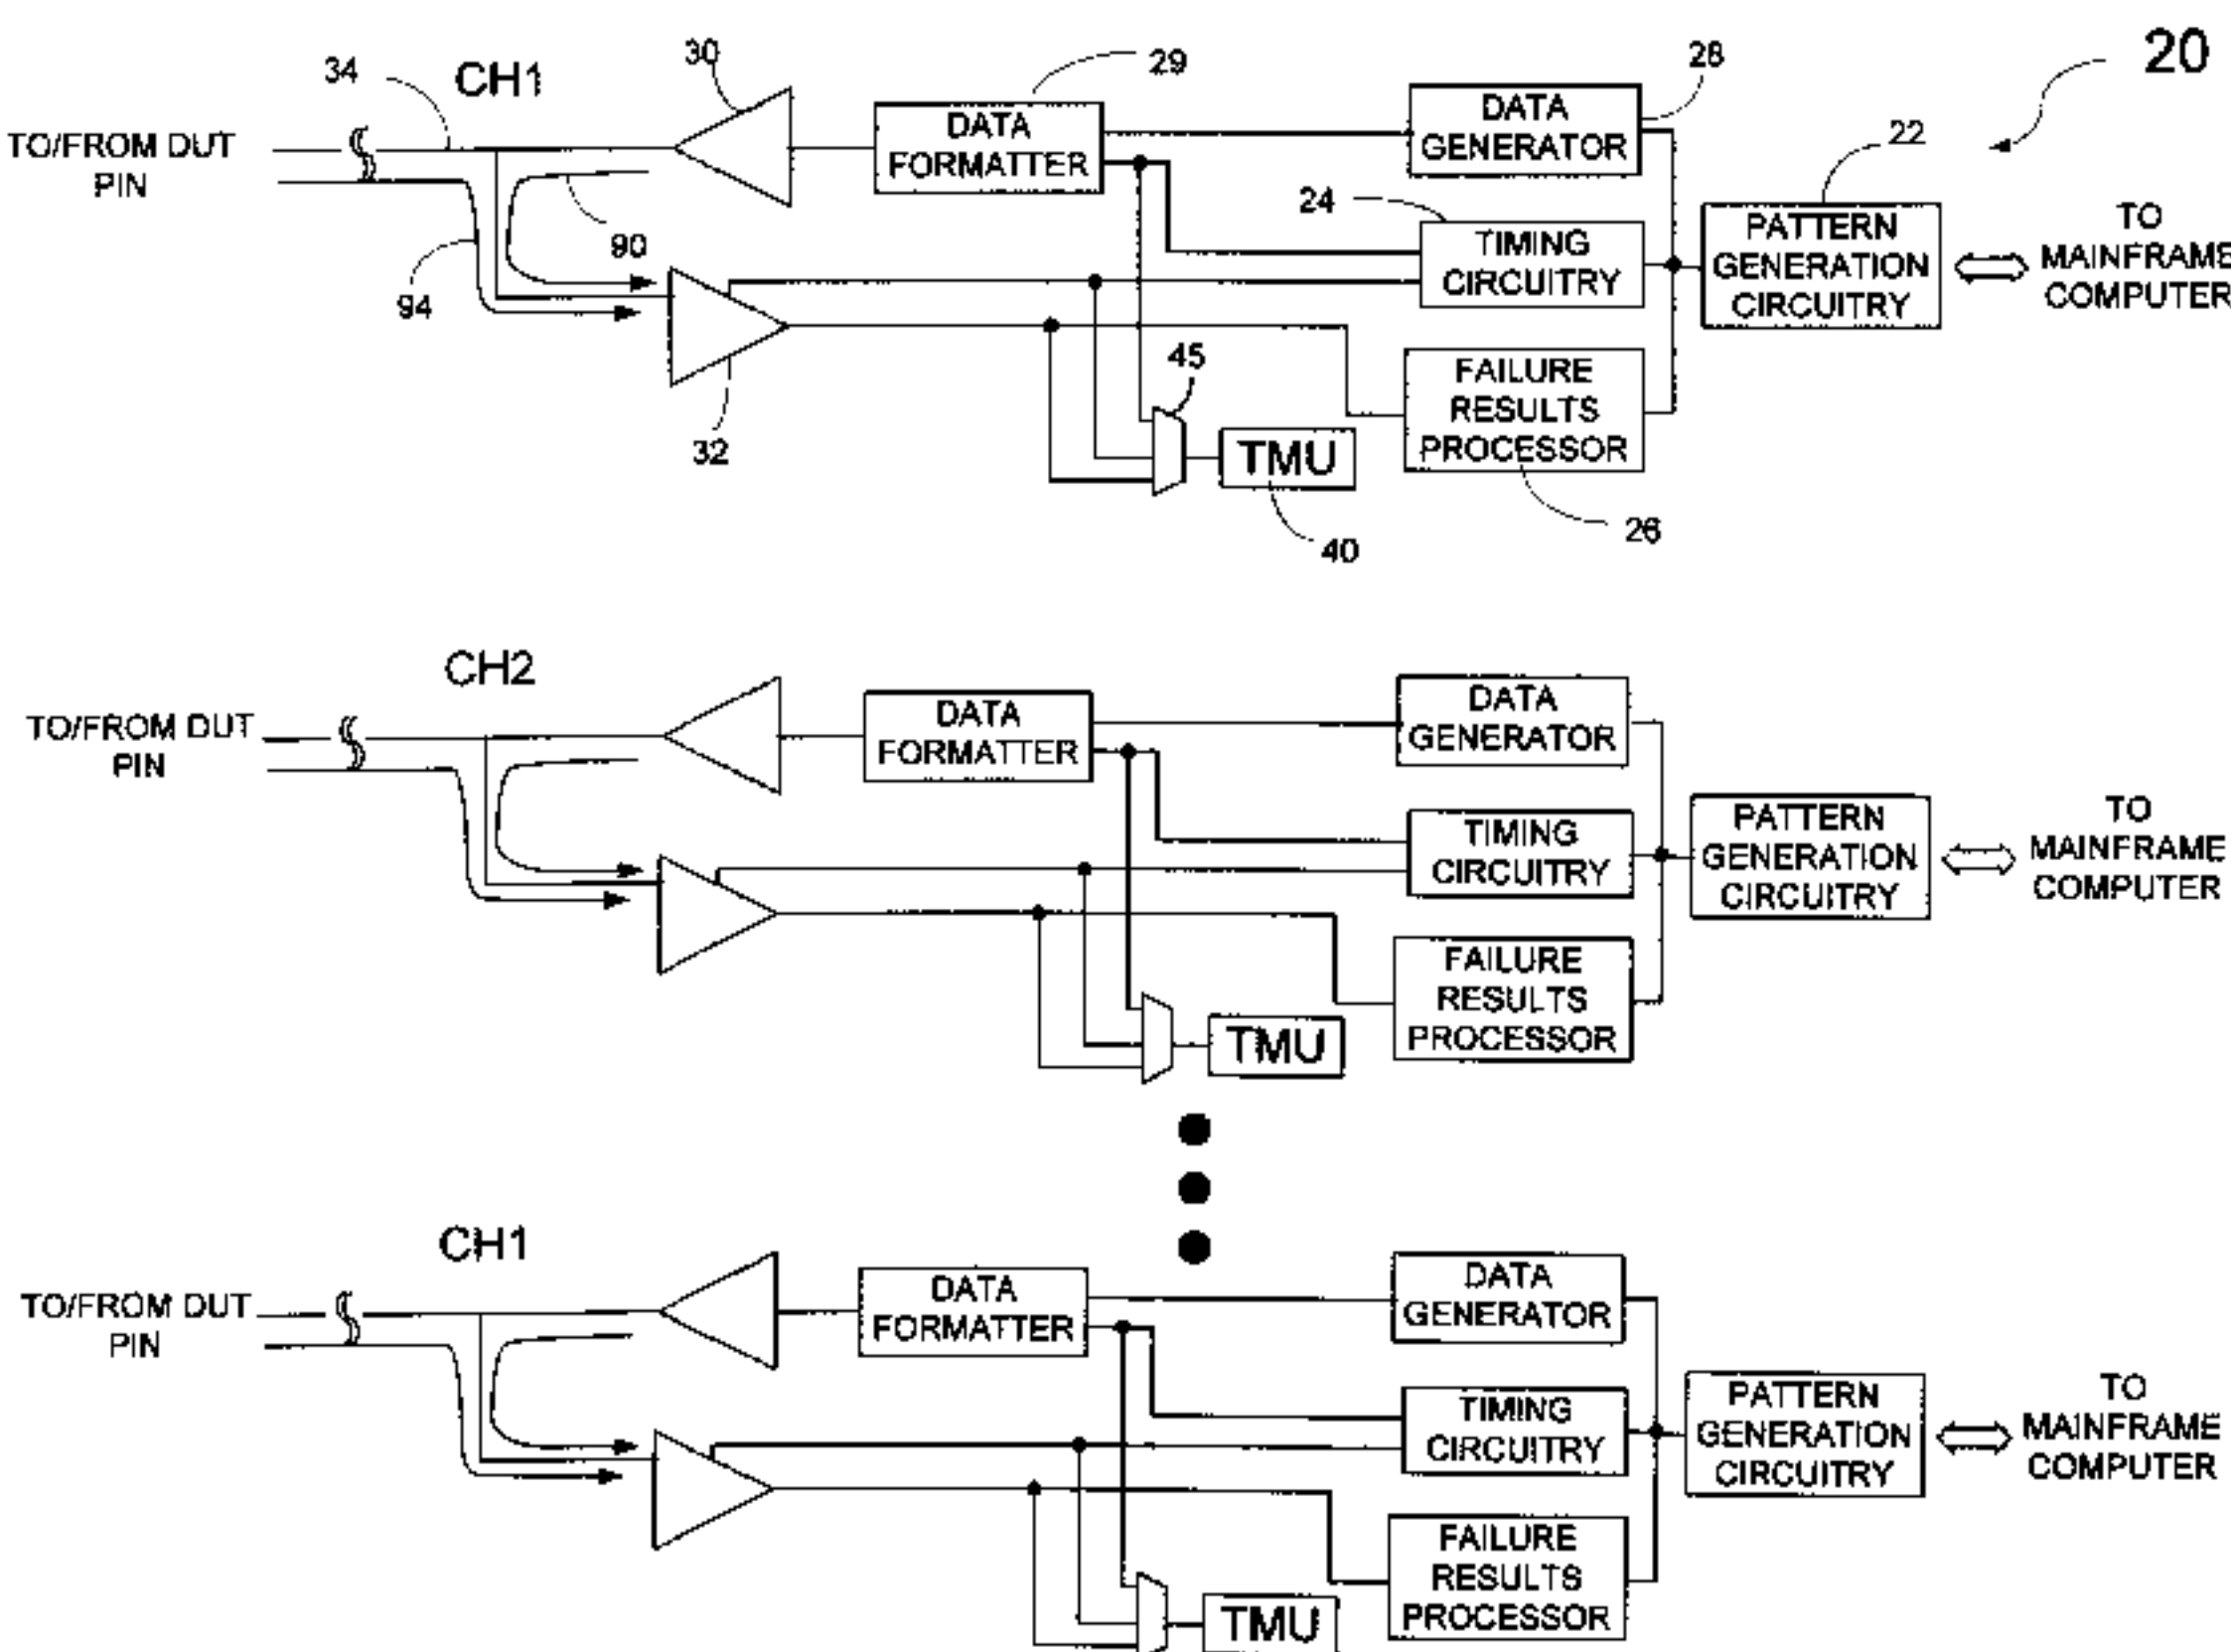 20
34
CH1
30
29
28
22
TO/FROM DUT
PIN
DATA
FORMATTER
DATA
GENERATOR
24
TIMING
CIRCUITRY
PATTERN
GENERATION
CIRCUITRY
TO
MAINFRAME
COMPUTER
90
94
32
45
TMU
40
FAILURE
RESULTS
PROCESSOR
26
CH2
TO/FROM DUT
PIN
DATA
FORMATTER
DATA
GENERATOR
TIMING
CIRCUITRY
PATTERN
GENERATION
CIRCUITRY
TO
MAINFRAME
COMPUTER
FAILURE
RESULTS
PROCESSOR
TMU
CH1
TO/FROM DUT
PIN
DATA
FORMATTER
DATA
GENERATOR
TIMING
CIRCUITRY
PATTERN
GENERATION
CIRCUITRY
TO
MAINFRAME
COMPUTER
FAILURE
RESULTS
PROCESSOR
TMU